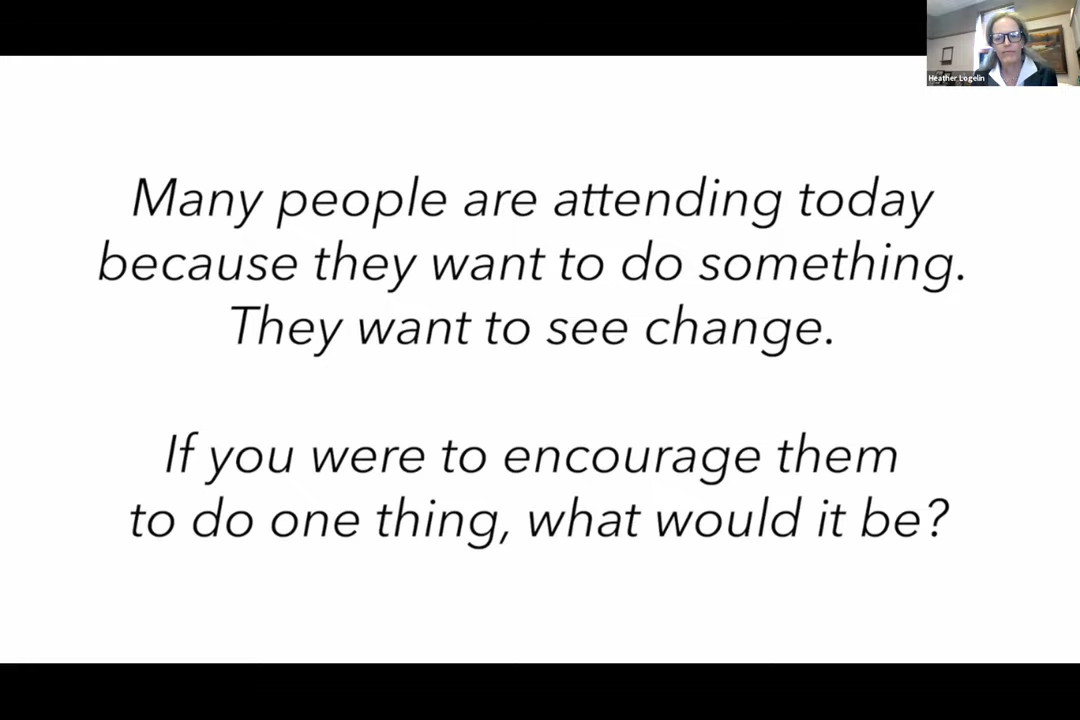 Heather Logelin
Many people are attending today
because they want to do something.
They want to see change.
If you were to encourage them
to do one thing, what would it be?